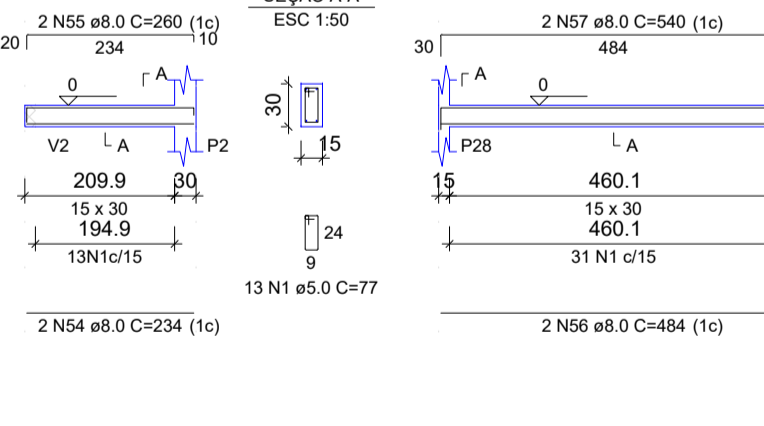 2 N55 ø8.0 C=260 (1c)
20
234
10
ESC 1:50
2 N57 ø8.0 C=540 (1c)
30
484
A
0
V2
A
P2
209.9
30
15 x 30
194.9
13N1c/15
2 N54 ø8.0 C=234 (1c)
30
15
24
9
13 N1 ø5.0 C=77
A
0
P28
A
15
460.1
15 x 30
460.1
31 N1 c/15
2 N56 ø8.0 C=484 (1c)